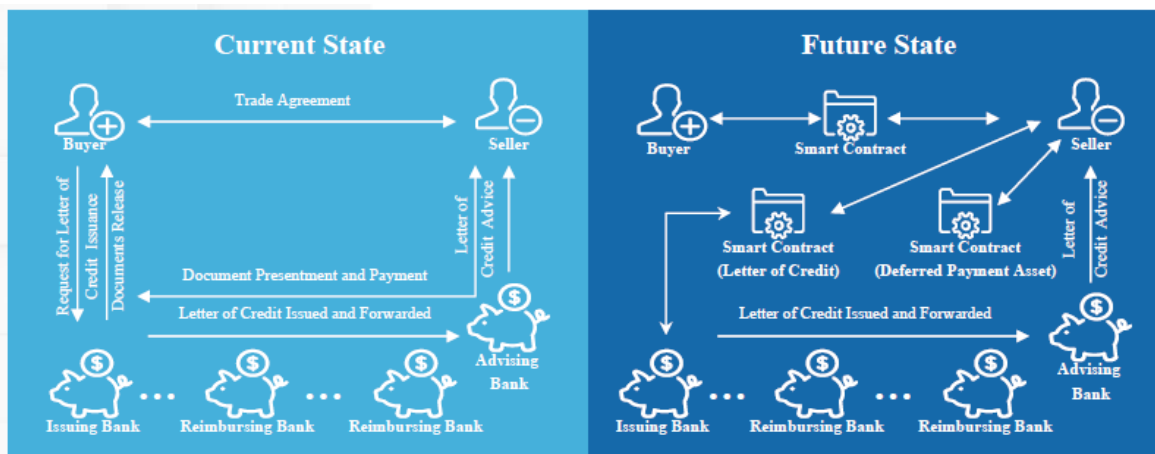 Current State
Trade Agreement
Buyer
Seller
Request for Letter of
Credit Issuance
Documents Release
Letter of
Credit Advice
Document Presentment and Payment
Letter of Credit Issued and Forwarded
$
Advising
Bank
$
...
$
...
$
Issuing Bank
Reimbursing Bank
Reimbursing Bank
Future State
Buyer
Smart Contract
Seller
Smart Contract
(Letter of Credit)
Smart Contract
(Deferred Payment Asset)
Letter of
Credit Advice
Letter of Credit Issued and Forwarded
$
Advising
Bank
$
...
$
...
$
Issuing Bank
Reimbursing Bank
Reimbursing Bank